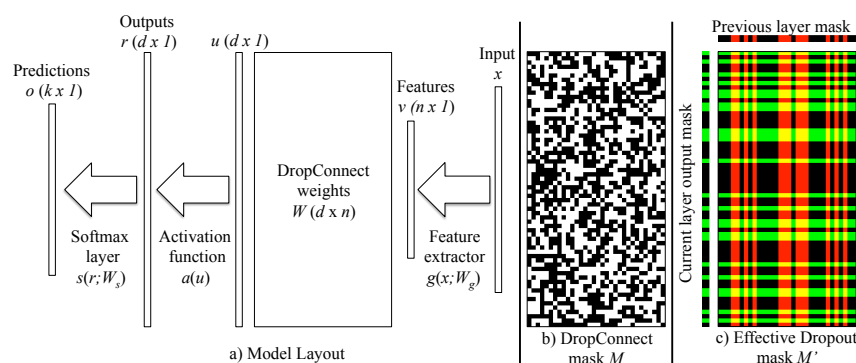 Outputs
r (d x 1)
u (d x 1)
Predictions
o (k x 1)
Input
x
Features
v (n x 1)
DropConnect
weights
W (d x n)
Softmax
layer
s(r;Ws)
Activation
function
a(u)
Feature
extractor
g(x;Wg)
a) Model Layout
b) DropConnect
mask M
Previous layer mask
Current layer output mask
c) Effective Dropout
mask M'